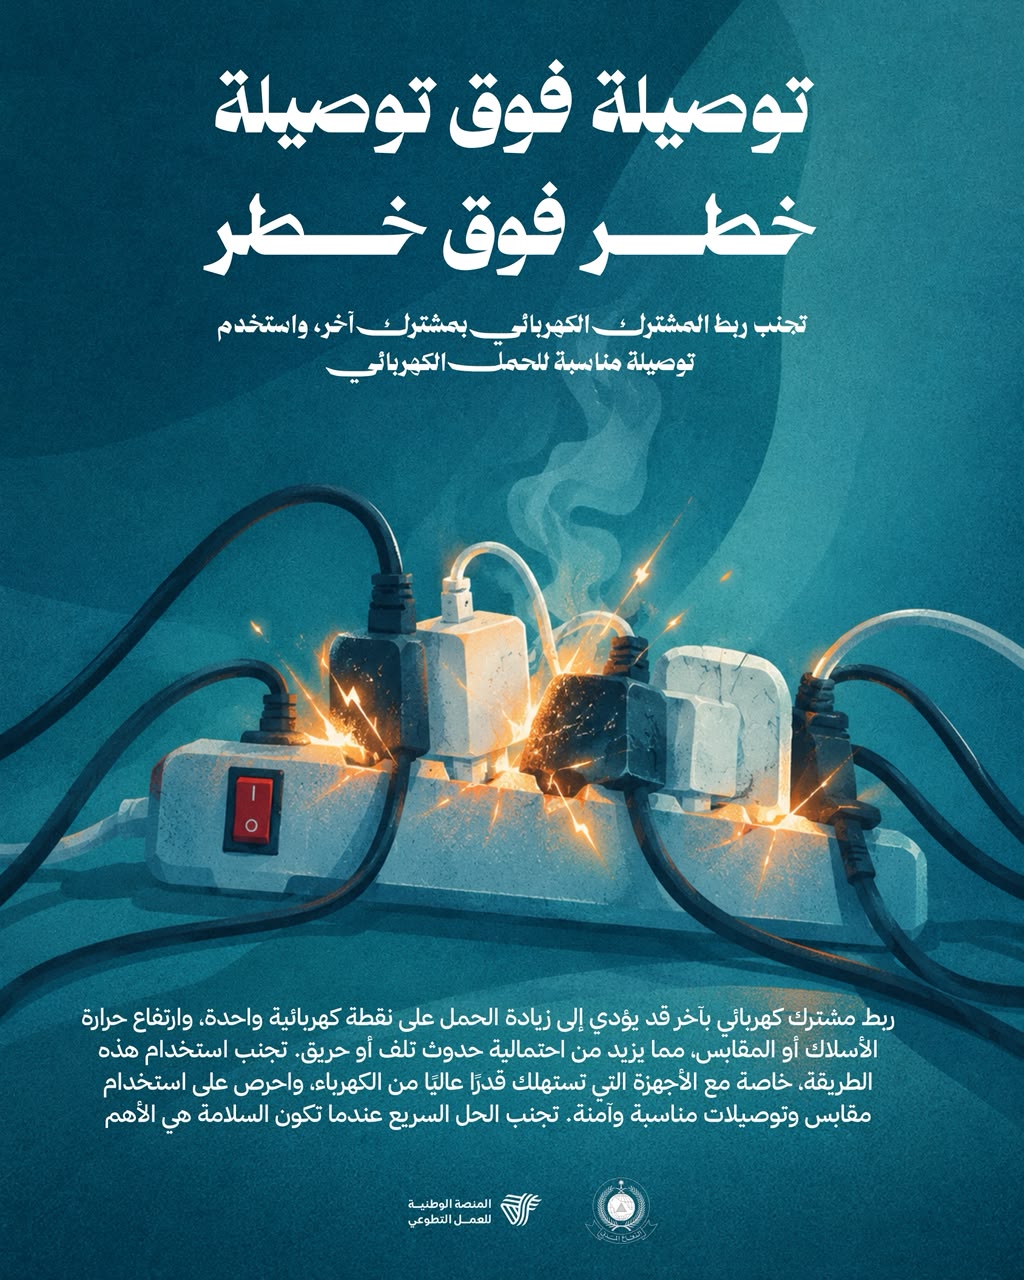 توصيلة فوق توصيلة
خطر فوق خطر
تجنب ربط المشترك الكهربائي بمشترك آخر، واستخدم
توصيلة مناسبة للحمل الكهربائي
ربط مشترك كهربائي بآخر قد يؤدي إلى زيادة الحمل على نقطة كهربائية واحدة، وارتفاع حرارة
الأسلاك أو المقابس، مما يزيد من احتمالية حدوث تلف أو حريق. تجنب استخدام هذه
الطريقة، خاصة مع الأجهزة التي تستهلك قدرًا عاليًا من الكهرباء، واحرص على استخدام
مقابس وتوصيلات مناسبة وآمنة. تجنب الحل السريع عندما تكون السلامة هي الأهم
الدفاع المدني
المنصة الوطنية
للعمل التطوعي